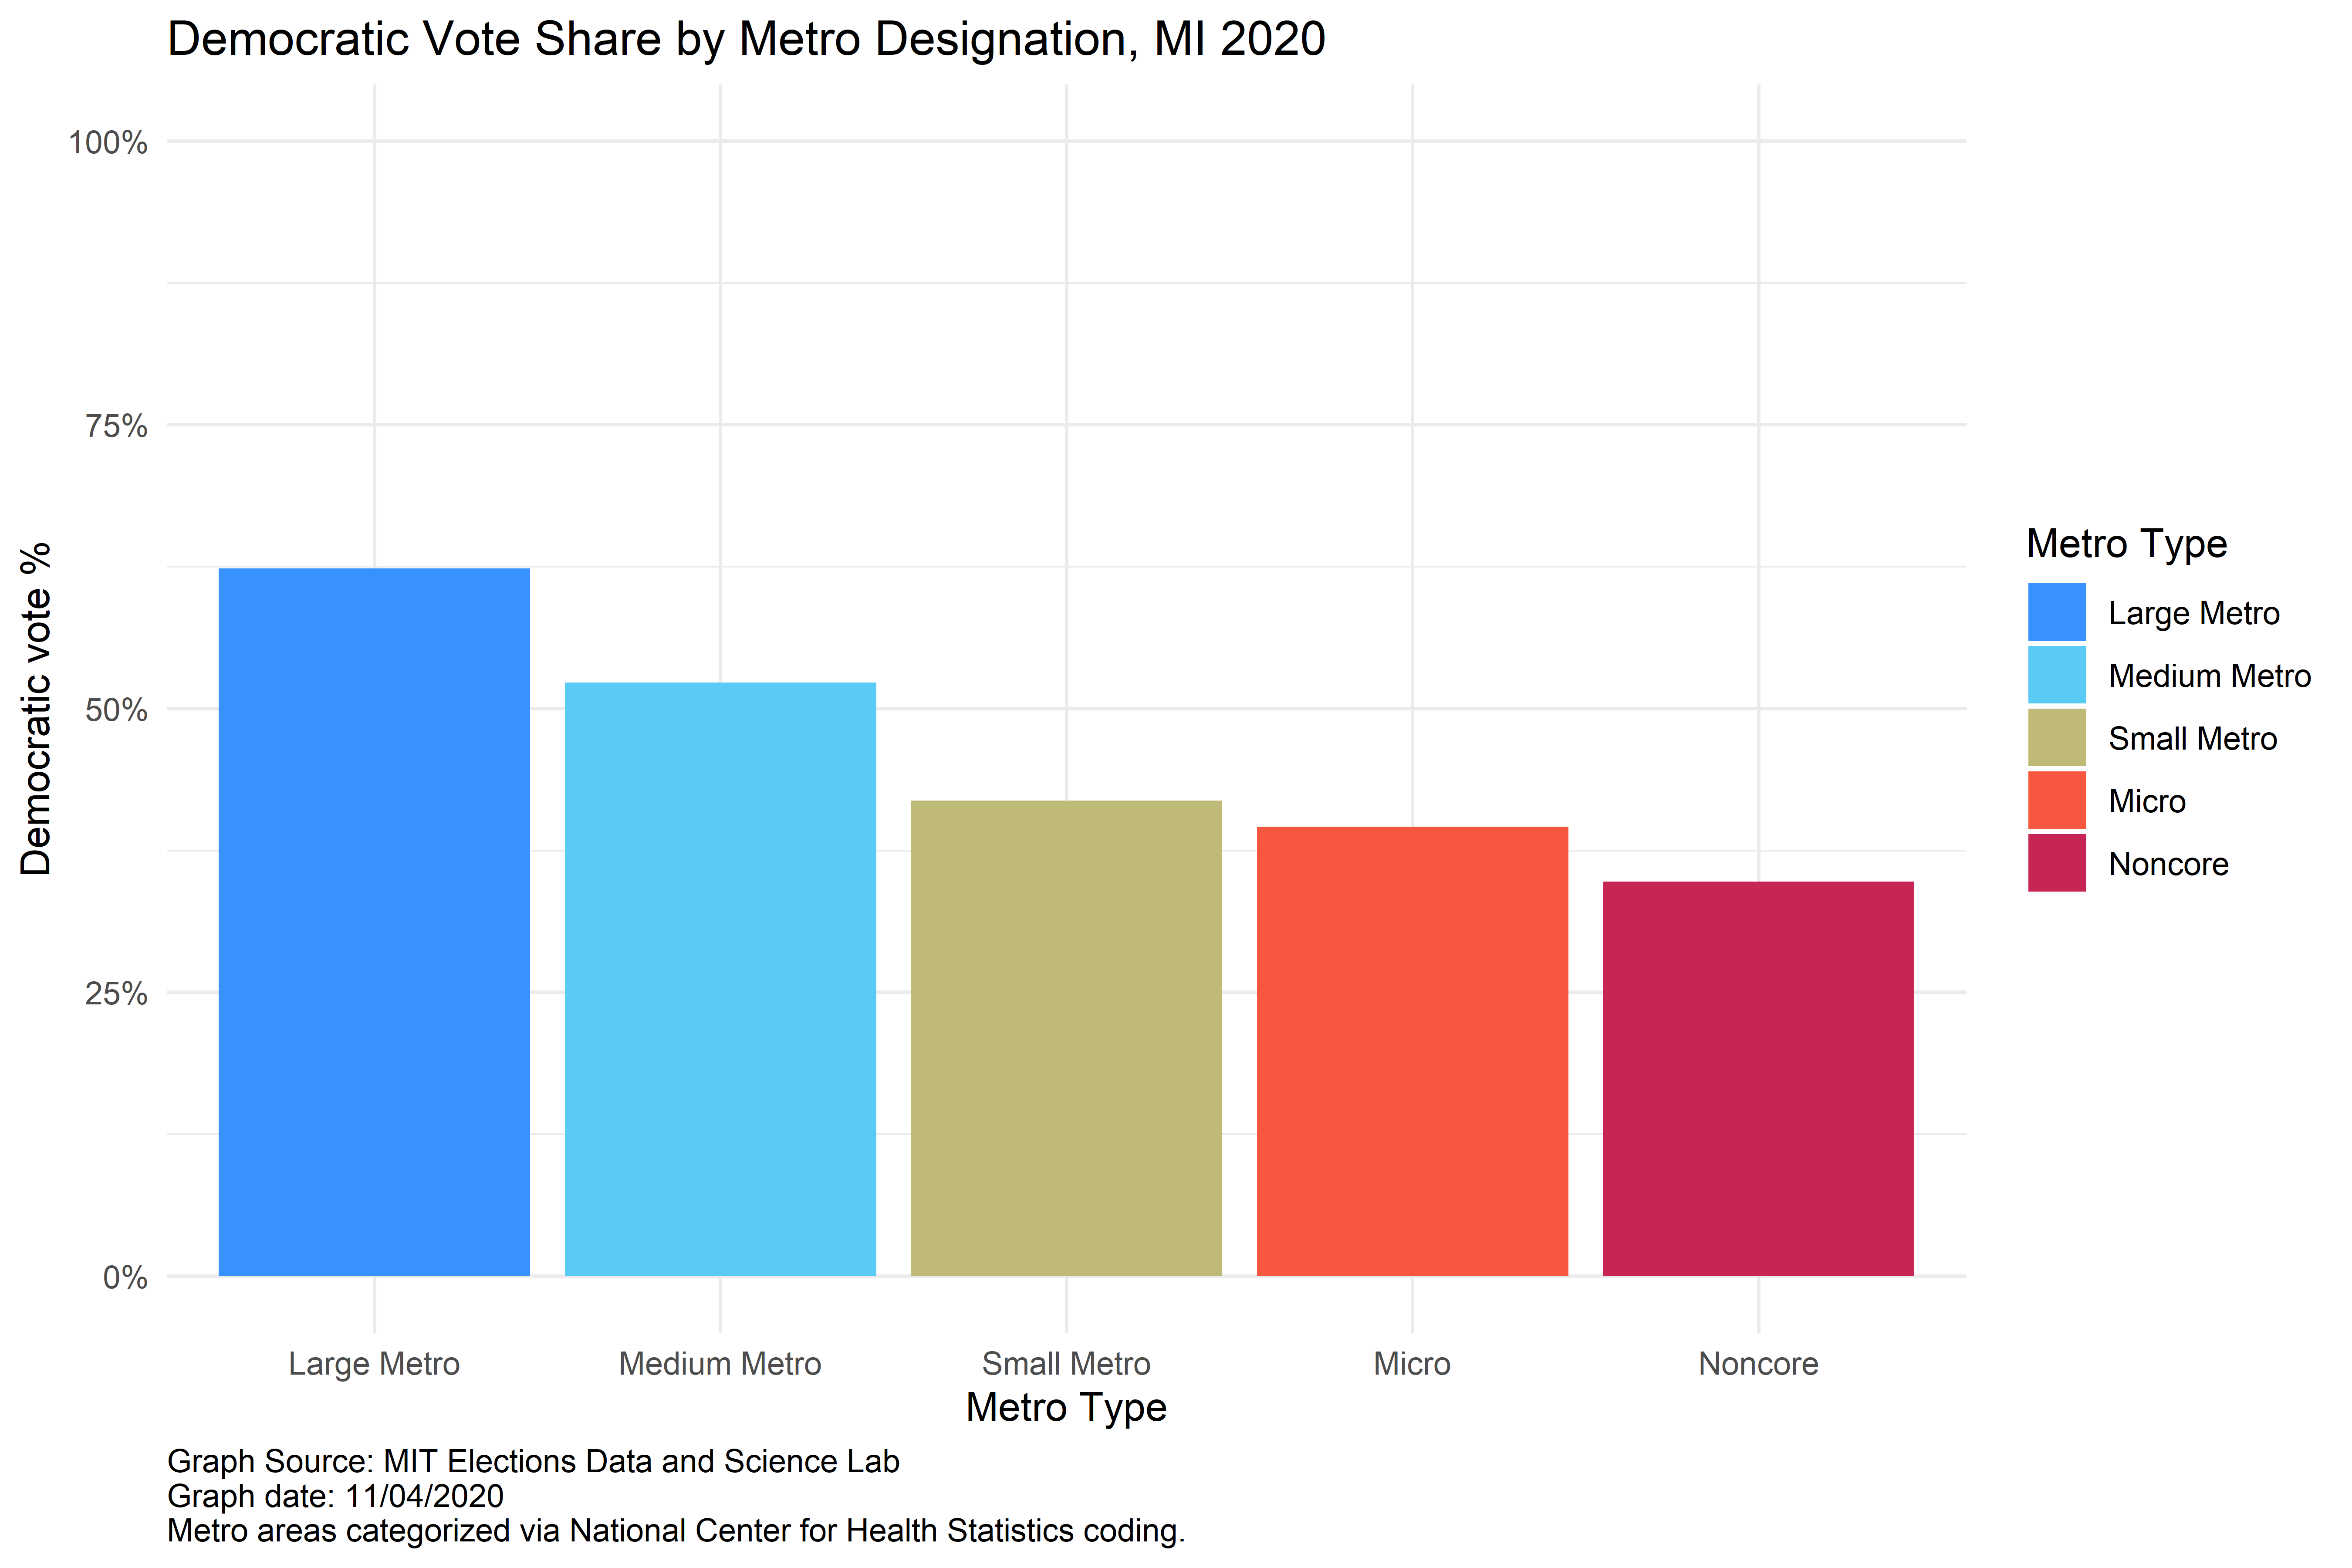 Democratic Vote Share by Metro Designation, MI 2020
100%
75%
50%
25%
0%
Democratic vote %
Large Metro
Medium Metro
Small Metro
Micro
Noncore
Metro Type
Metro Type
Large Metro
Medium Metro
Small Metro
Micro
Noncore
Graph Source: MIT Elections Data and Science Lab
Graph date: 11/04/2020
Metro areas categorized via National Center for Health Statistics coding.